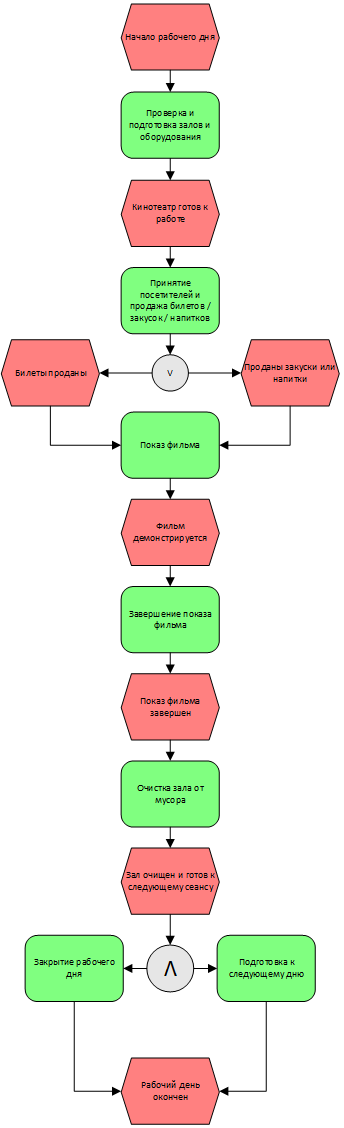 Начало рабочего дня
Проверка и
подготовка залов и
оборудования
Кинотеатр готов к
работе
Принятие
посетителей и
продажа билетов /
закусок / напитков
Билеты проданы
V
Проданы закуски или
напитки
Показ фильма
Фильм
демонстрируется
Завершение показа
фильма
Показ фильма
завершен
Очистка зала от
мусора
Зал очищен и готов к
следующему сеансу
Закрытие рабочего
дня
Λ
Подготовка к
следующему дню
Рабочий день
окончен